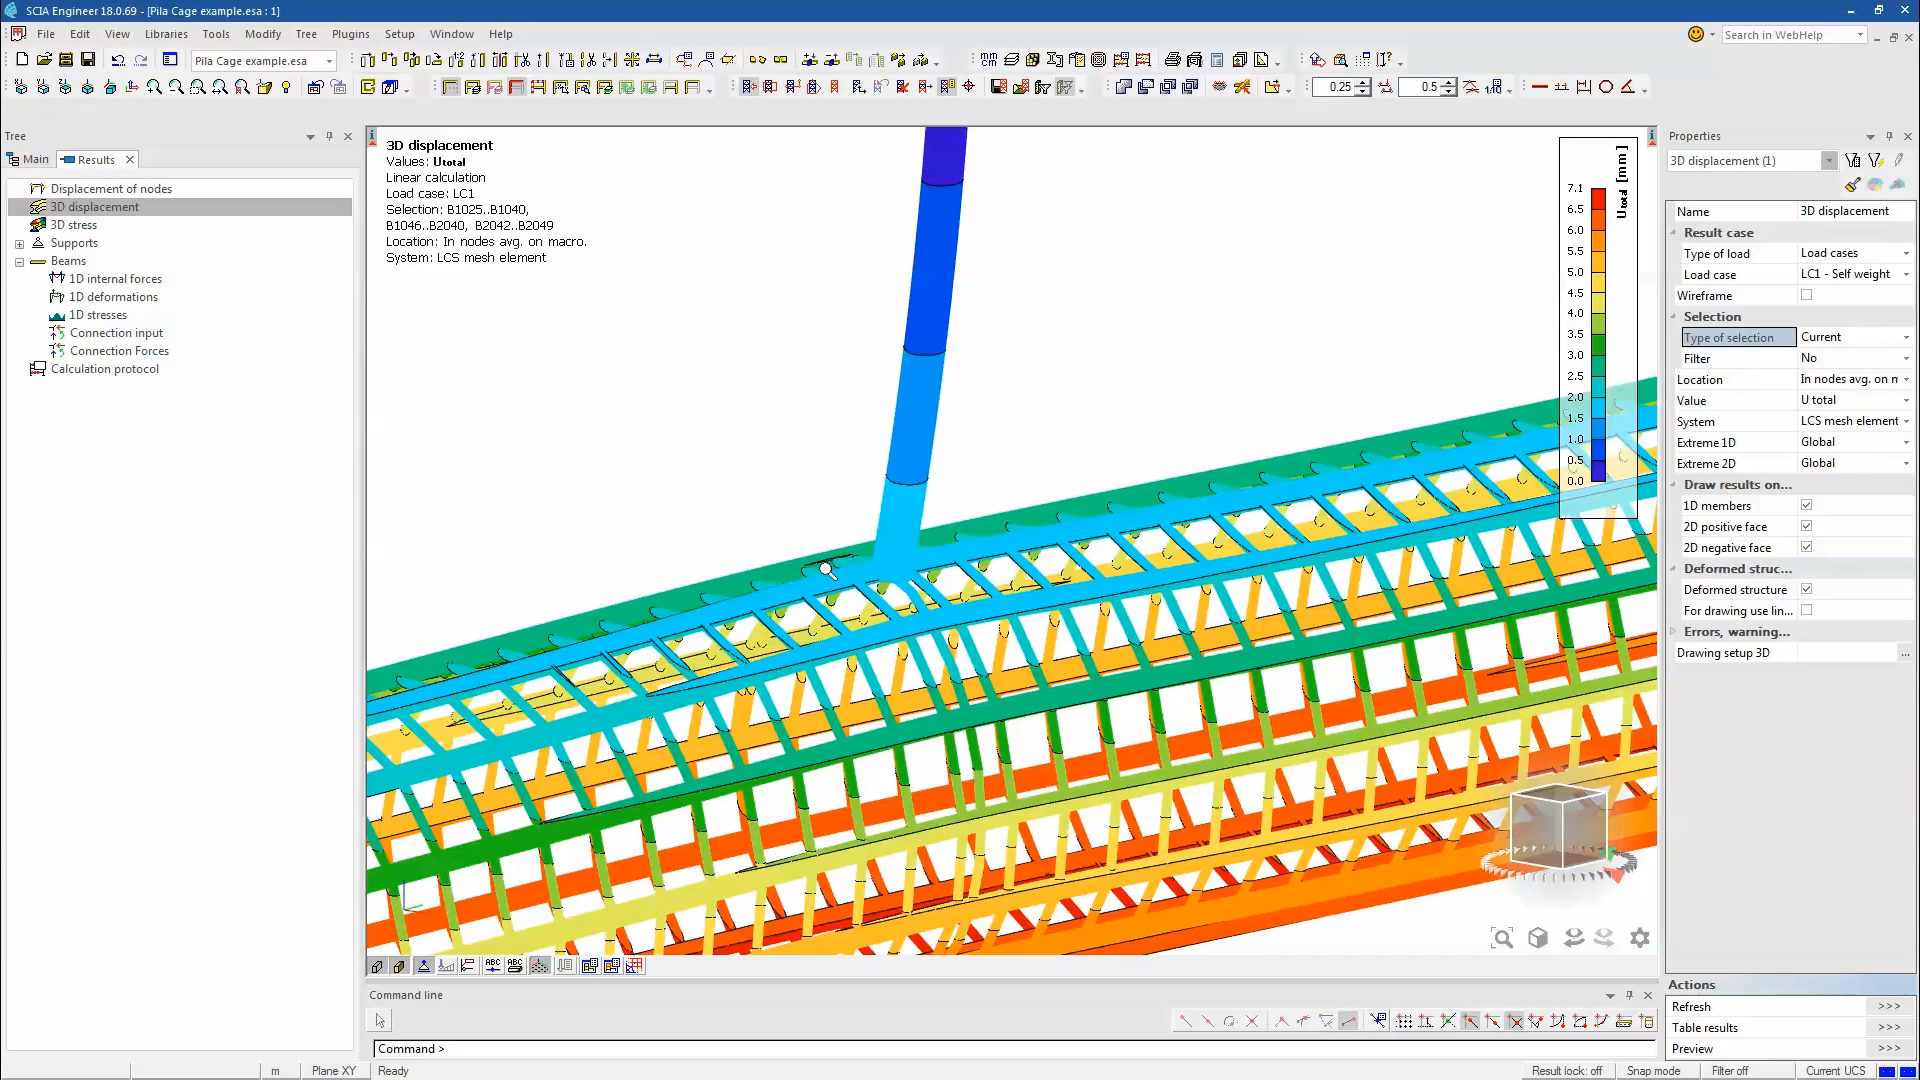 SCIA Engineer 18.0.69 - [Pila Cage example.esa : 1]
File Edit View Libraries Tools Modify Tree Plugins Setup Window Help
Search in WebHelp
Pila Cage example.esa
0.25
0.5
Tree
Main
Results
Displacement of nodes
3D displacement
3D stress
Supports
Beams
1D internal forces
1D deformations
1D stresses
Connection input
Connection Forces
Calculation protocol
3D displacement
Values: Utotal
Linear calculation
Load case: LC1
Selection: B1025..B1040,
B1046..B2040, B2042..B2049
Location: In nodes avg. on macro.
System: LCS mesh element
Utotal [mm]
7.1
6.5
6.0
5.5
5.0
4.5
4.0
3.5
3.0
2.5
2.0
1.5
1.0
0.5
0.0
Properties
3D displacement (1)
Name 3D displacement
Result case
Type of load Load cases
Load case LC1 - Self weight
Wireframe
Selection
Type of selection Current
Filter No
Location In nodes avg. on m
Value U total
System LCS mesh element
Extreme 1D Global
Extreme 2D Global
Draw results on...
1D members
2D positive face
2D negative face
Deformed struc...
Deformed structure
For drawing use lin...
Errors, warning...
Drawing setup 3D ...
Actions
Refresh >>>
Table results >>>
Preview >>>
Command line
Command >
m Plane XY Ready
Result lock: off Snap mode Filter off Current UCS